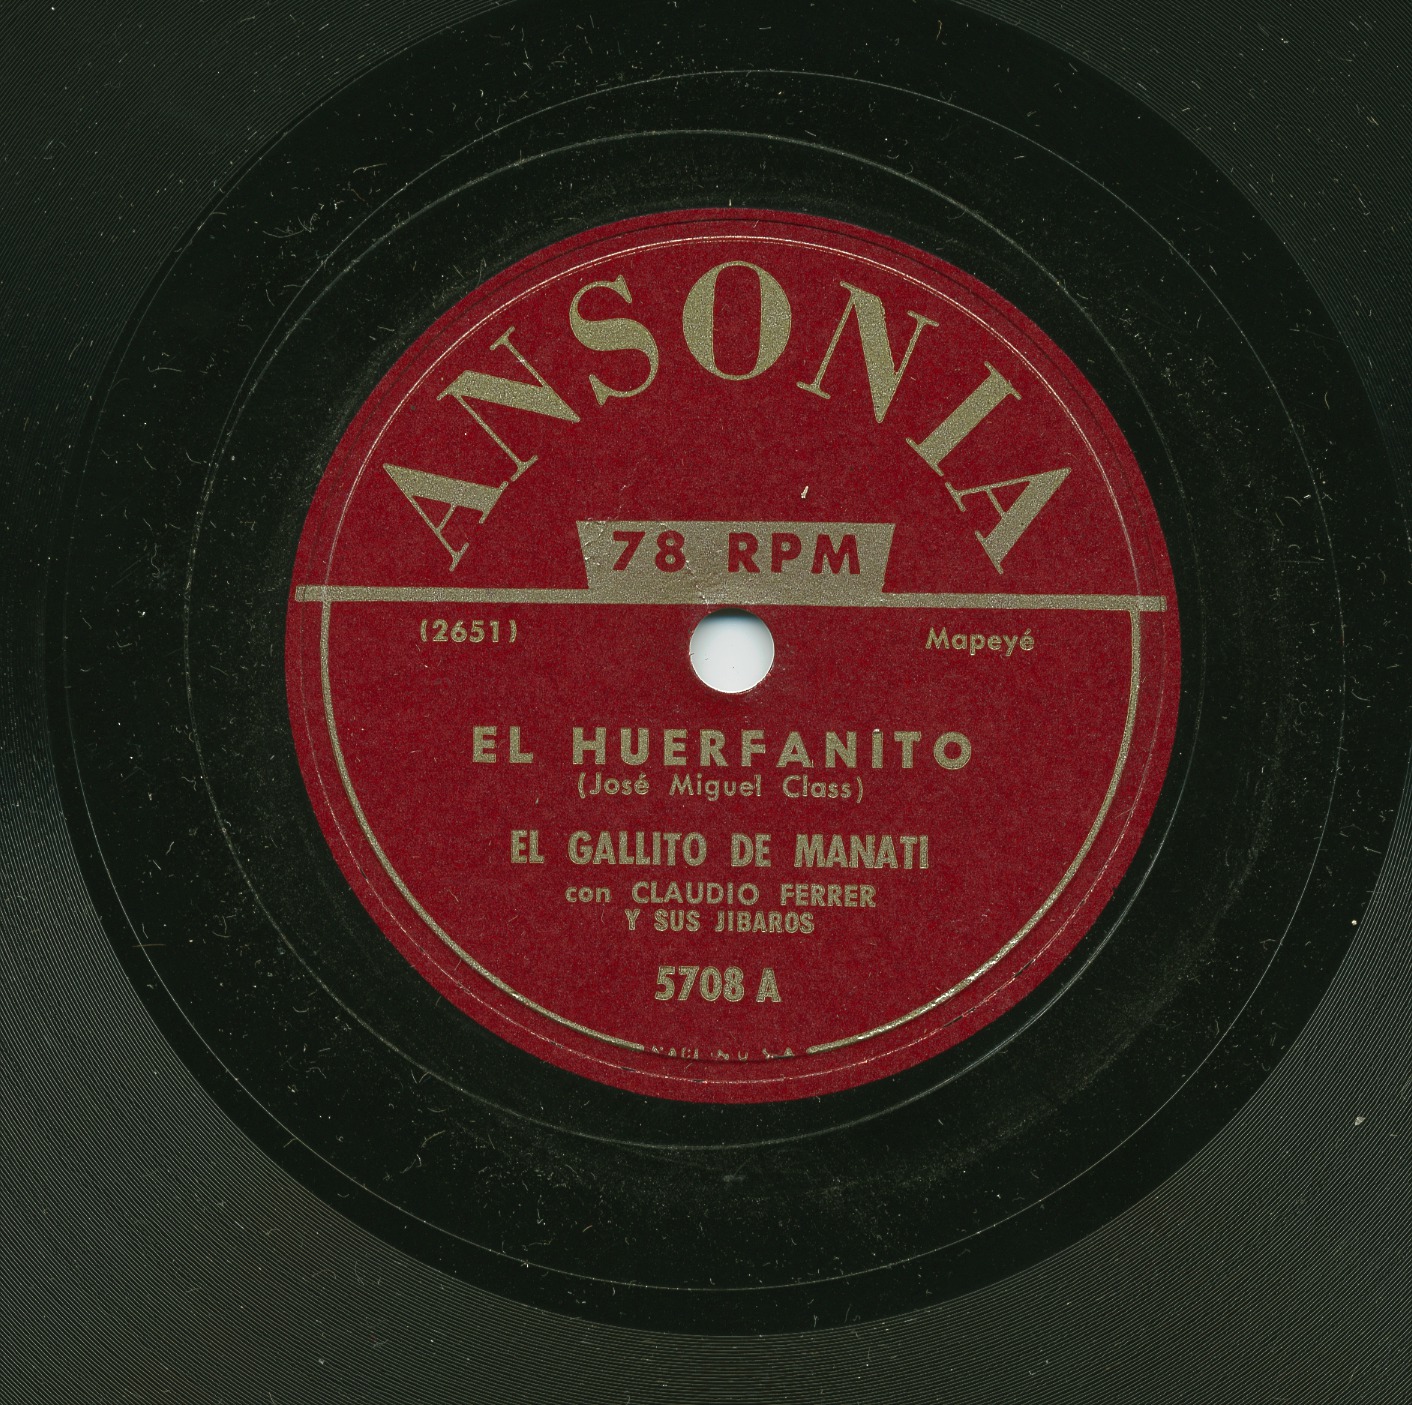 ANSONIA
78 RPM
(2651) Mapeyé
EL HUERFANITO
(José Miguel Class)
EL GALLITO DE MANATI
con CLAUDIO FERRER
Y SUS JIBAROS
5708 A